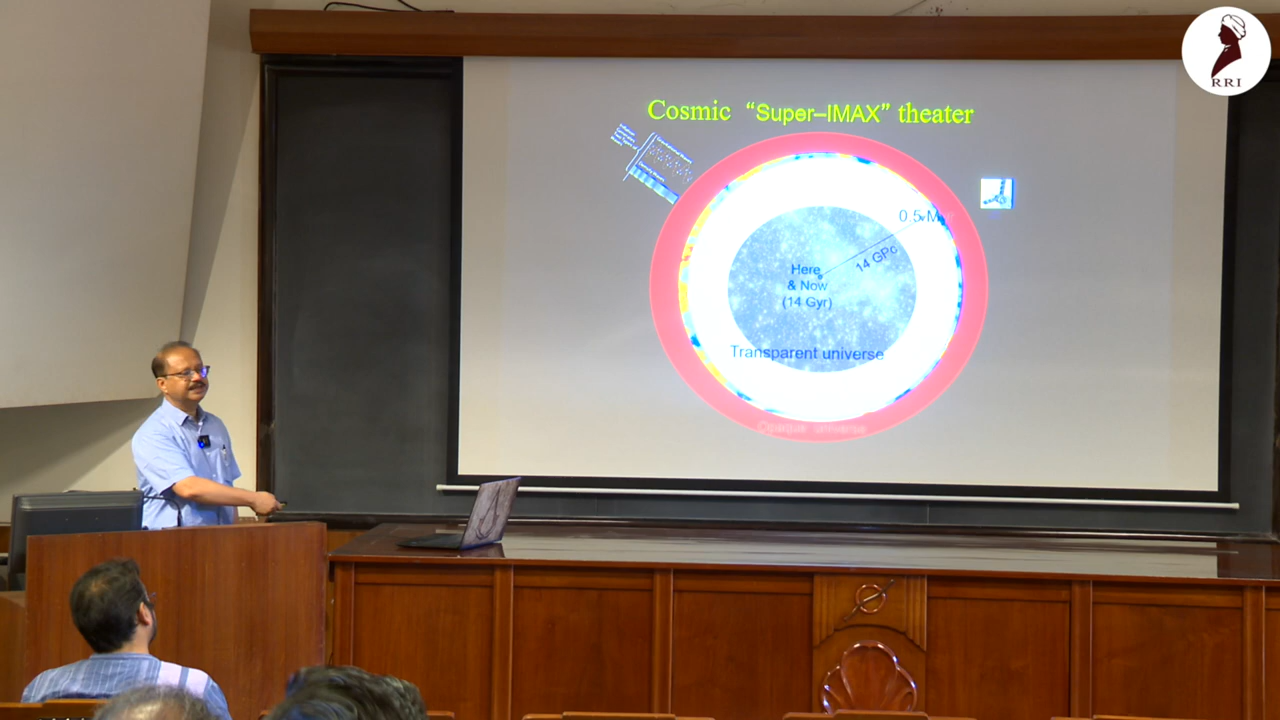 RRI
Cosmic “Super–IMAX” theater
0.5 M
14 GPc
Here
& Now
(14 Gyr)
Transparent universe
Opaque universe